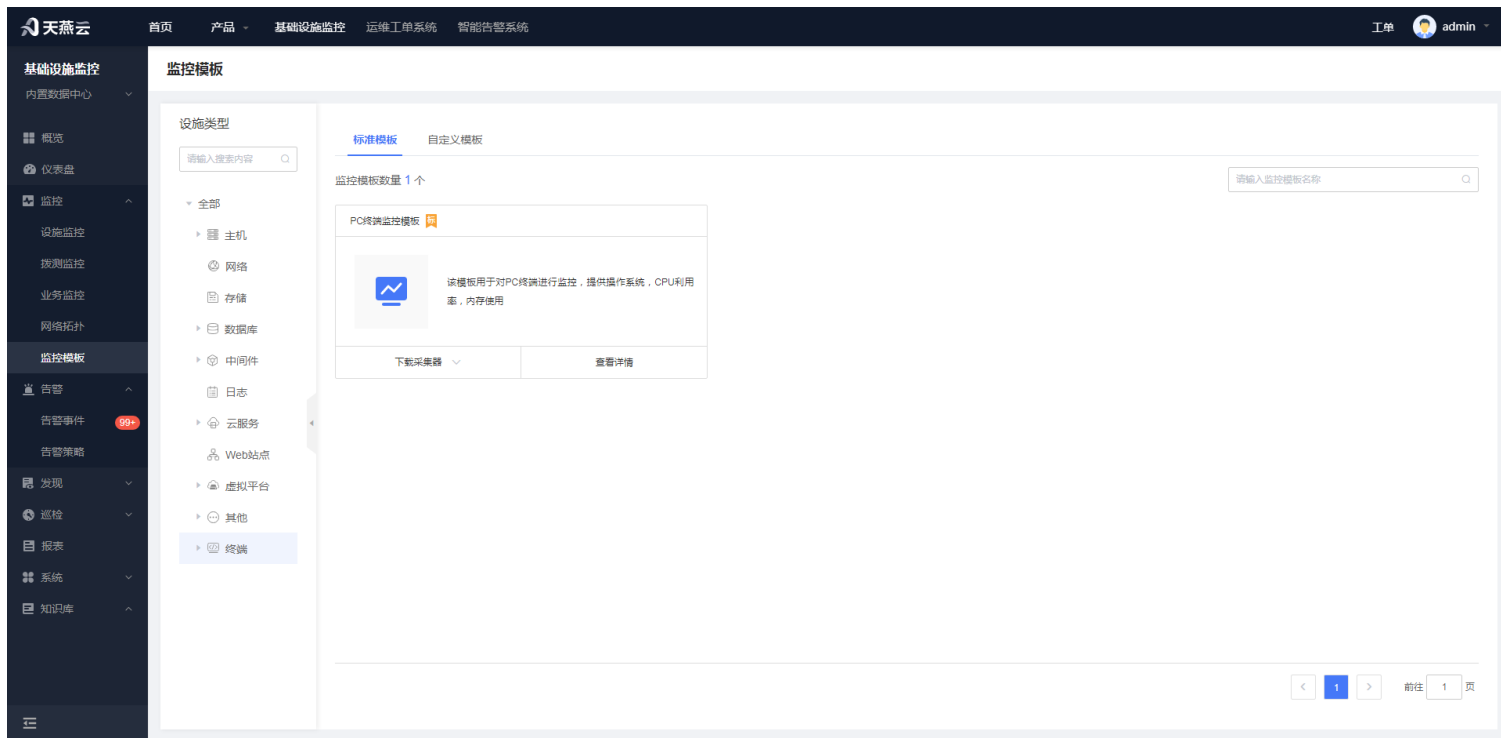 天燕云
首页 产品 基础设施监控 运维工单系统 智能告警系统
工单 admin
基础设施监控
内置数据中心
概览
仪表盘
监控
设施监控
拨测监控
业务监控
网络拓扑
监控模板
告警
告警事件 99+
告警策略
发现
巡检
报表
系统
知识库
监控模板
设施类型
请输入搜索内容
全部
主机
网络
存储
数据库
中间件
日志
云服务
Web站点
虚拟平台
其他
终端
标准模板 自定义模板
监控模板数量 1 个
请输入监控模板名称
PC终端监控模板 标
该模板用于对PC终端进行监控，提供操作系统，CPU利用
率，内存使用
下载采集器 查看详情
1
前往 1 页